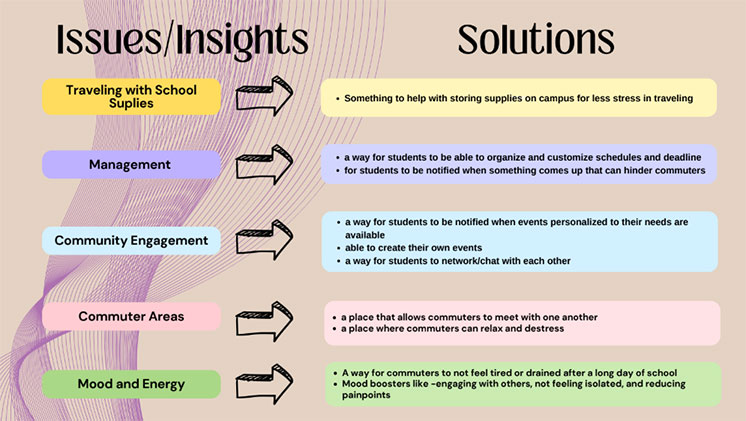 Issues/Insights
Solutions
Traveling with School
Suplies
• Something to help with storing supplies on campus for less stress in traveling
Management
• a way for students to be able to organize and customize schedules and deadline
• for students to be notified when something comes up that can hinder commuters
Community Engagement
• a way for students to be notified when events personalized to their needs are
available
• able to create their own events
• a way for students to network/chat with each other
Commuter Areas
• a place that allows commuters to meet with one another
• a place where commuters can relax and destress
Mood and Energy
• A way for commuters to not feel tired or drained after a long day of school
• Mood boosters like -engaging with others, not feeling isolated, and reducing
painpoints